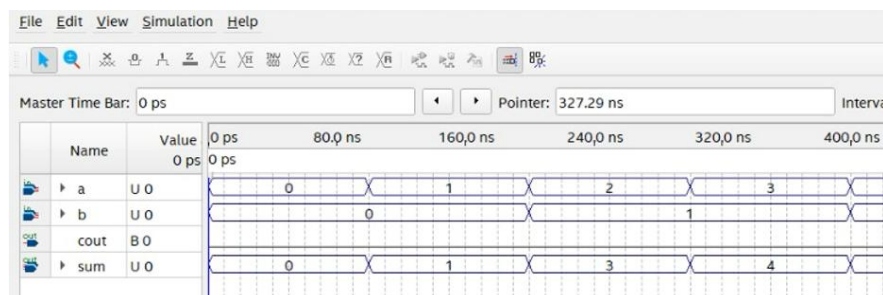 File Edit View Simulation Help
Master Time Bar: 0 ps Pointer: 327.29 ns Interva
Name Value 0 ps 0 ps 80.0 ns 160.0 ns 240.0 ns 320.0 ns 400.0 ns
0 ps
a U 0 0 1 2 3
b U 0 0 1
cout B 0
sum U 0 0 1 3 4